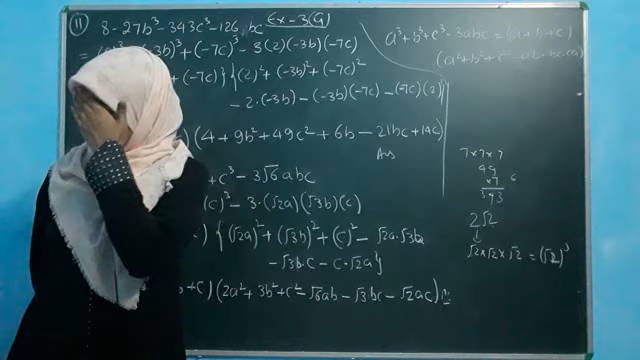 (11) 8-27b³-343c³-126 bc Ex-3(G)
= (-3b)³ + (-7c)³ - 3(2)(-3b)(-7c)
+ (-7c)} {(2)² + (-3b)² + (-7c)²
- 2·(-3b) - (-3b)(-7c) - (-7c)(2)
) (4 + 9b² + 49c² + 6b - 21bc + 14c)
Ans
c³ - 3√6 abc
(c)³ - 3·(√2a)(√3b)(c)
} {(√2a)² + (√3b)² + (c)² - √2a·√3b
- √3b·c - c·√2a}
+c) (2a² + 3b² + c² - √6ab - √3bc - √2ac)
a³ + b³ + c³ - 3abc = (a + b + c)
(a² + b² + c² - ab - bc - ca)
7×7×7
49
×7
343
6
2√2
↓
√2×√2×√2 = (√2)³